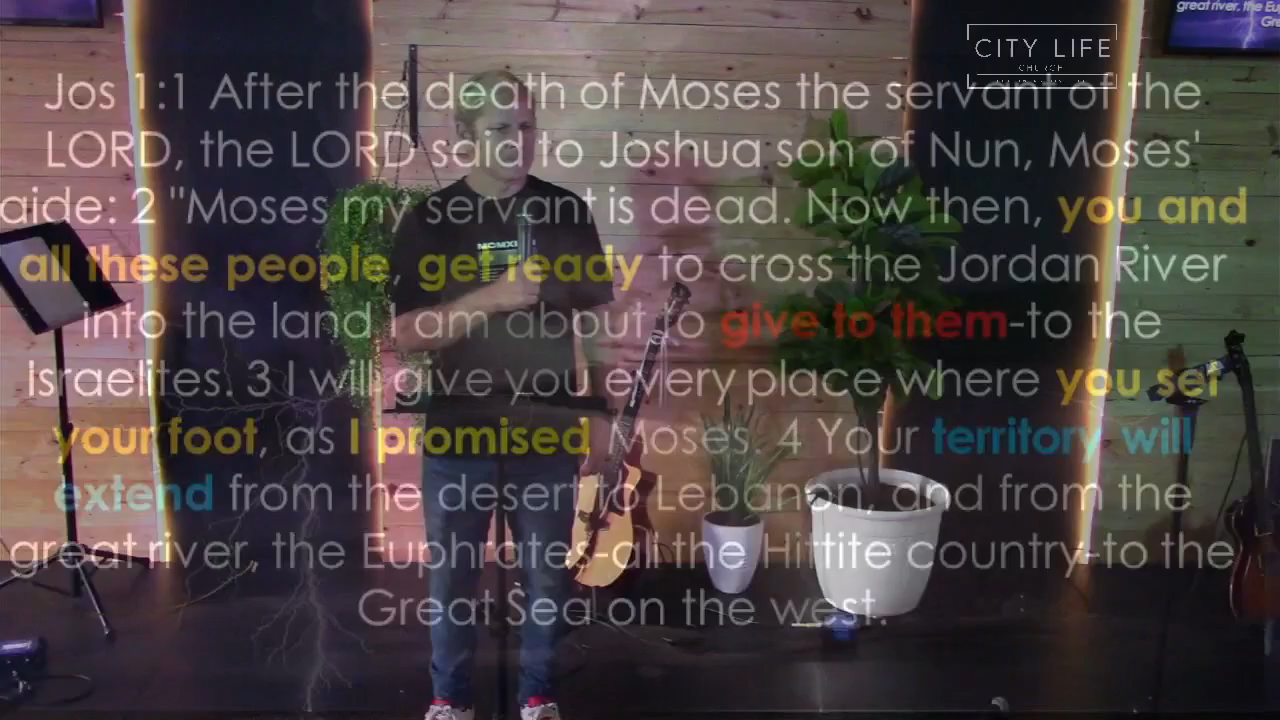 great river, the Eu
Gre
CITY LIFE
CHURCH
Jos 1:1 After the death of Moses the servant of the
LORD, the LORD said to Joshua son of Nun, Moses'
aide: 2 "Moses my servant is dead. Now then, you and
all these people, get ready to cross the Jordan River
into the land I am about to give to them-to the
Israelites. 3 I will give you every place where you set
your foot, as I promised Moses. 4 Your territory will
extend from the desert to Lebanon, and from the
great river, the Euphrates-all the Hittite country-to the
Great Sea on the west.